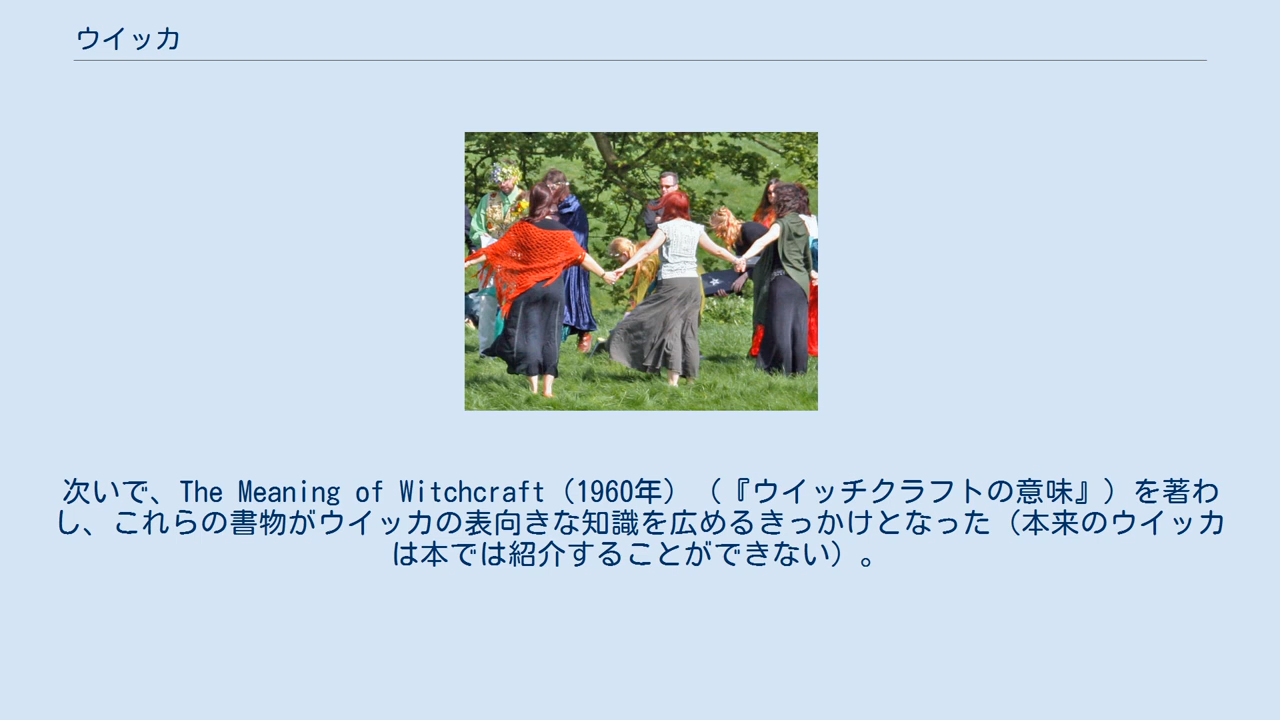 ウイッカ
次いで、The Meaning of Witchcraft（1960年）（『ウイッチクラフトの意味』）を著わ
し、これらの書物がウイッカの表向きな知識を広めるきっかけとなった（本来のウイッカ
は本では紹介することができない）。